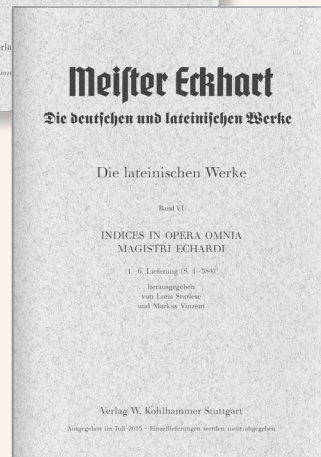 Meiſter Eckhart
Die deutſchen und lateiniſchen Werke
Die lateinischen Werke
Band VI
INDICES IN OPERA OMNIA
MAGISTRI ECHARDI
1.–6. Lieferung (S. 1–384)
herausgegeben
von Loris Sturlese
und Markus Vinzent
Verlag W. Kohlhammer Stuttgart
Ausgegeben im Juli 2015 · Einzellieferungen werden nicht abgegeben